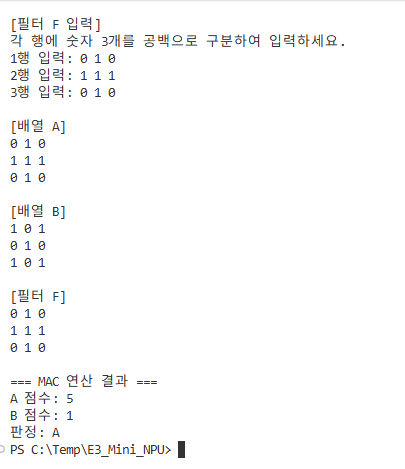 [필터 F 입력]
각 행에 숫자 3개를 공백으로 구분하여 입력하세요.
1행 입력: 0 1 0
2행 입력: 1 1 1
3행 입력: 0 1 0

[배열 A]
0 1 0
1 1 1
0 1 0

[배열 B]
1 0 1
0 1 0
1 0 1

[필터 F]
0 1 0
1 1 1
0 1 0

=== MAC 연산 결과 ===
A 점수: 5
B 점수: 1
판정: A
PS C:\Temp\E3_Mini_NPU>